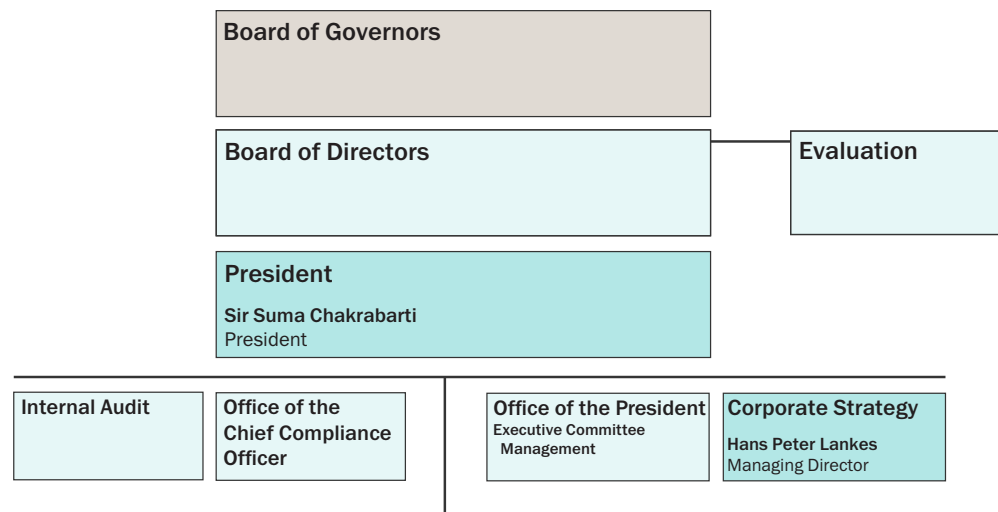 Board of Governors
Board of Directors
Evaluation
President
Sir Suma Chakrabarti
President
Internal Audit
Office of the
Chief Compliance
Officer
Office of the President
Executive Committee
Management
Corporate Strategy
Hans Peter Lankes
Managing Director